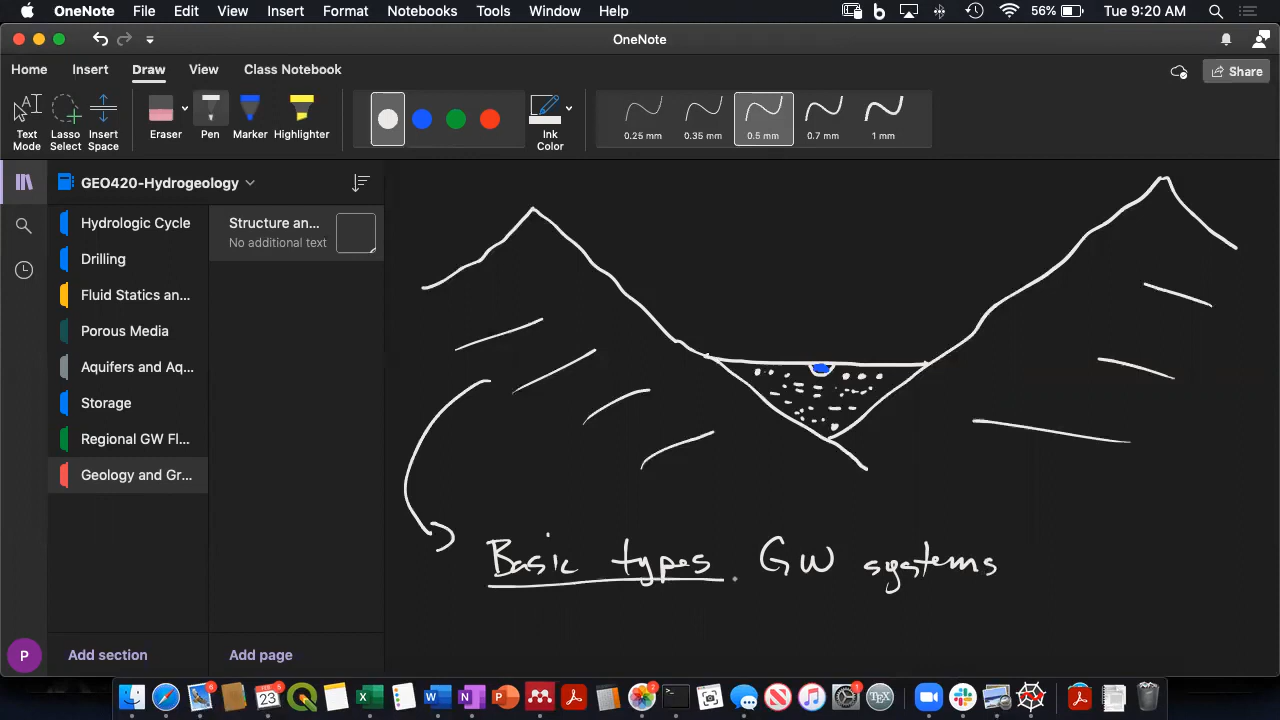 OneNote File Edit View Insert Format Notebooks Tools Window Help 56% Tue 9:20 AM
OneNote
Home Insert Draw View Class Notebook Share
Text Mode
Lasso Select
Insert Space
Eraser
Pen
Marker
Highlighter
Ink Color
0.25 mm 0.35 mm 0.5 mm 0.7 mm 1 mm
GEO420-Hydrogeology
Hydrologic Cycle
Drilling
Fluid Statics an...
Porous Media
Aquifers and Aq...
Storage
Regional GW Fl...
Geology and Gr...
Add section
Structure an...
No additional text
Add page
Basic types. GW systems
P